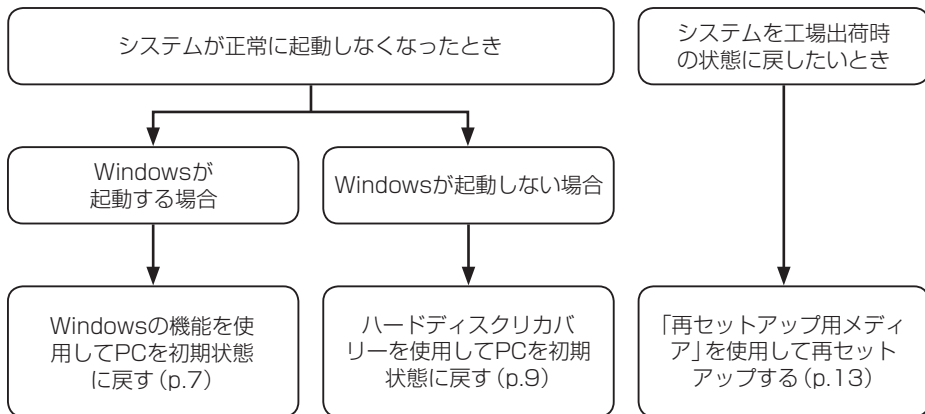 システムが正常に起動しなくなったとき
システムを工場出荷時
の状態に戻したいとき
Windowsが
起動する場合
Windowsが起動しない場合
Windowsの機能を使
用してPCを初期状態
に戻す(p.7)
ハードディスクリカバ
リーを使用してPCを初期
状態に戻す(p.9)
「再セットアップ用メディ
ア」を使用して再セット
アップする(p.13)